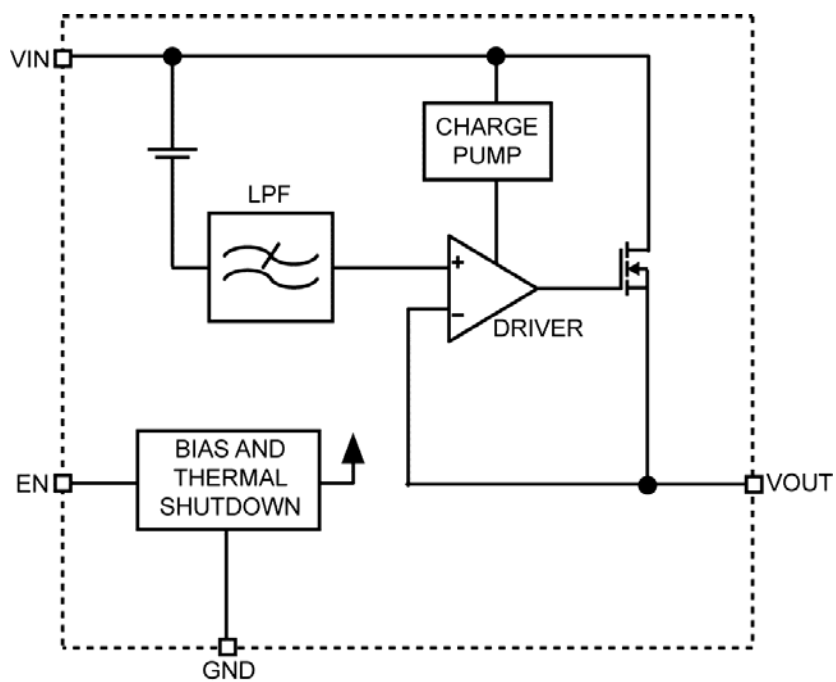 VIN
CHARGE
PUMP
LPF
+
−
DRIVER
BIAS AND
THERMAL
SHUTDOWN
EN
VOUT
GND